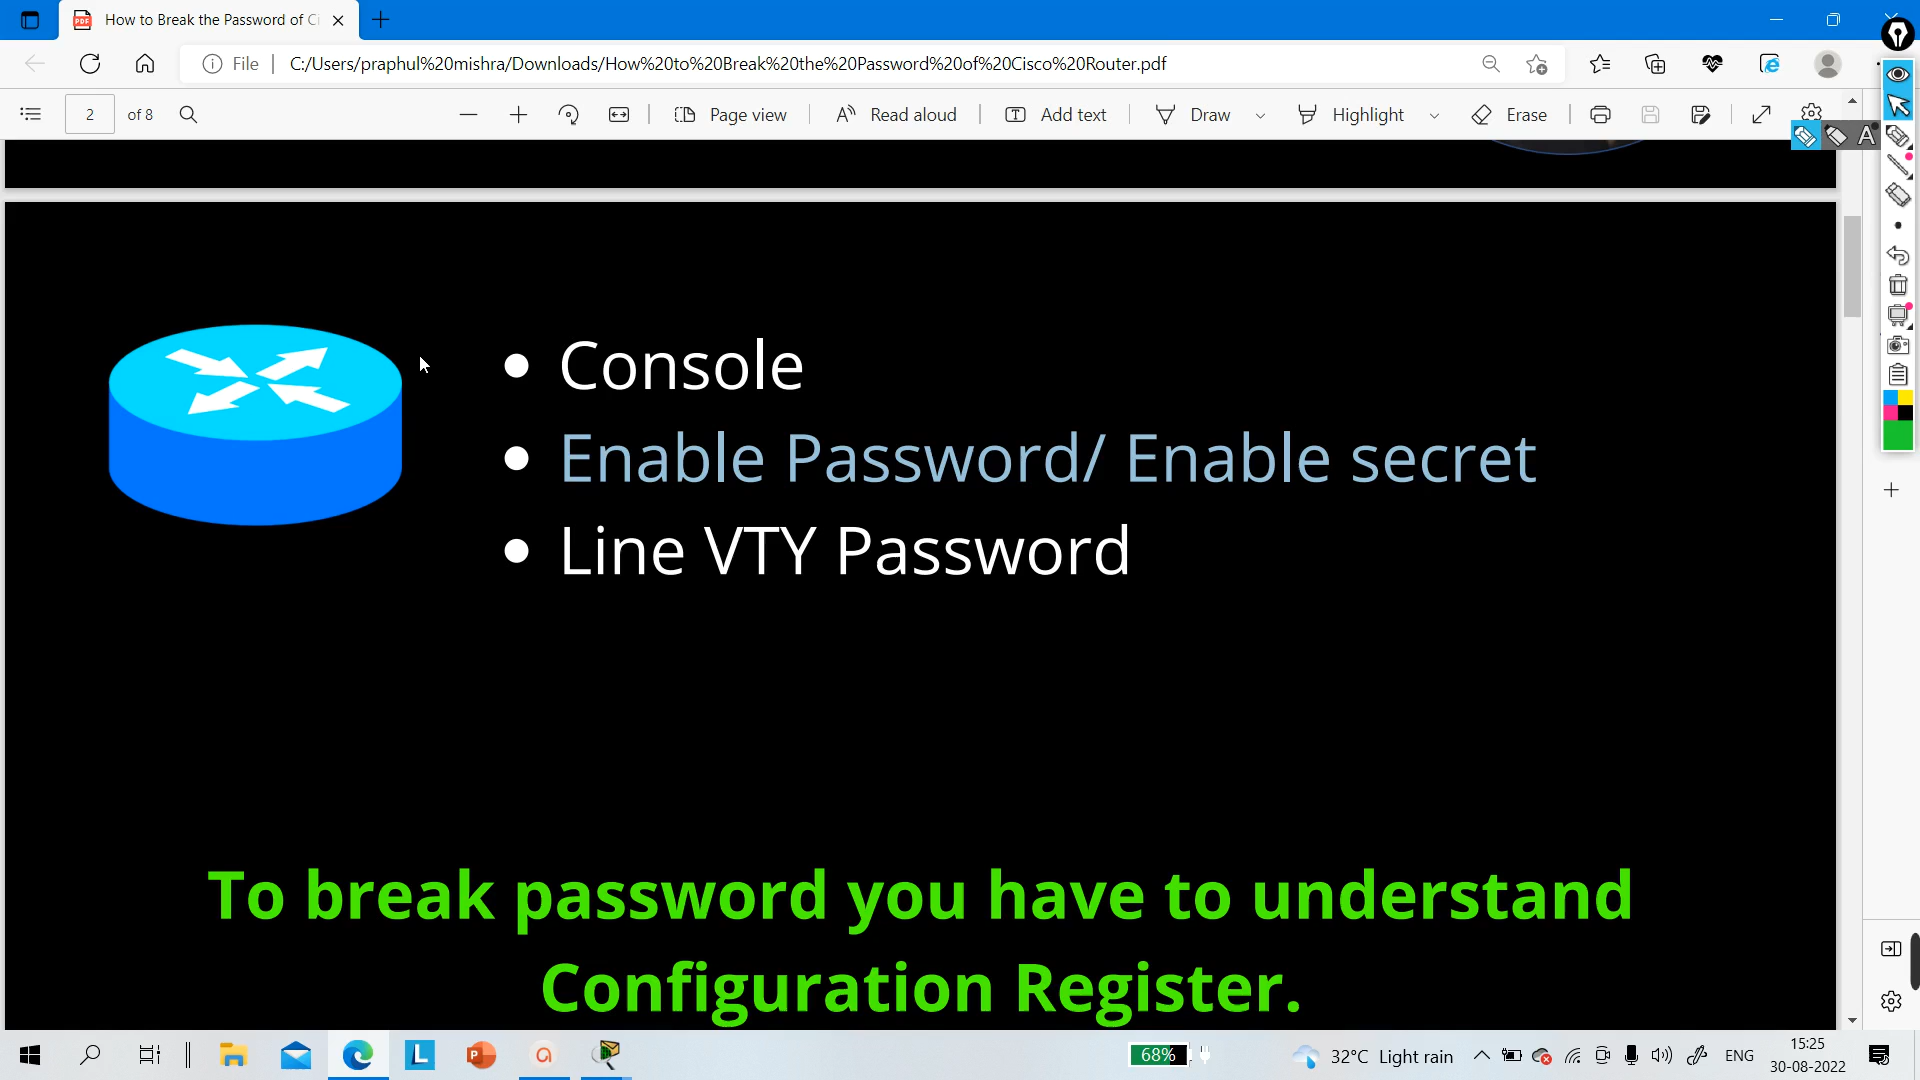 How to Break the Password of Ci
File
C:/Users/praphul%20mishra/Downloads/How%20to%20Break%20the%20Password%20of%20Cisco%20Router.pdf
2 of 8
Page view
Read aloud
Add text
Draw
Highlight
Erase
A
• Console
• Enable Password/ Enable secret
• Line VTY Password
To break password you have to understand
Configuration Register.
68%
32°C Light rain
ENG
15:25
30-08-2022